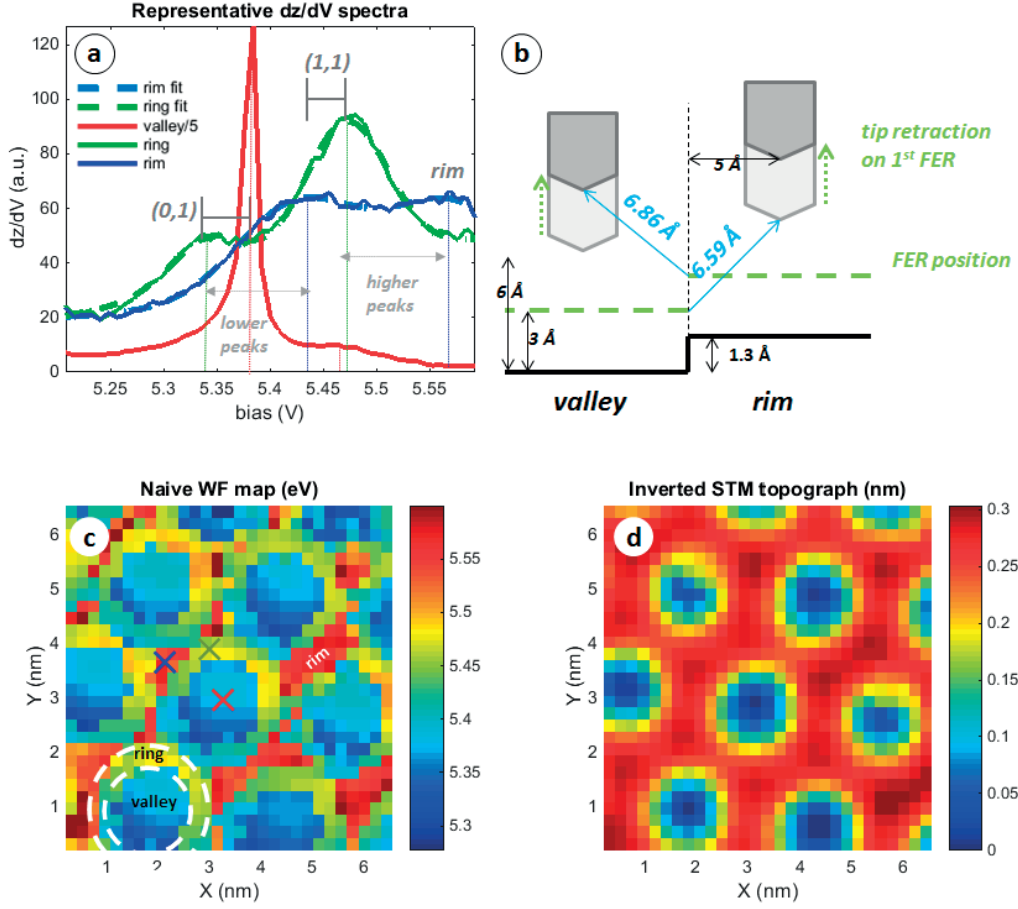 Representative dz/dV spectra
a
120
100
80
60
40
20
0
dz/dV (a.u.)
rim fit
ring fit
valley/5
ring
rim
(1,1)
(0,1)
rim
lower
peaks
higher
peaks
5.25
5.3
5.35
5.4
5.45
5.5
5.55
bias (V)
b
tip retraction
on 1st FER
5 Å
6.86 Å
6.59 Å
FER position
6 Å
3 Å
1.3 Å
valley
rim
Naive WF map (eV)
c
6
5
4
3
2
1
Y (nm)
rim
ring
valley
1
2
3
4
5
6
X (nm)
5.55
5.5
5.45
5.4
5.35
5.3
Inverted STM topograph (nm)
d
6
5
4
3
2
1
Y (nm)
1
2
3
4
5
6
X (nm)
0.3
0.25
0.2
0.15
0.1
0.05
0